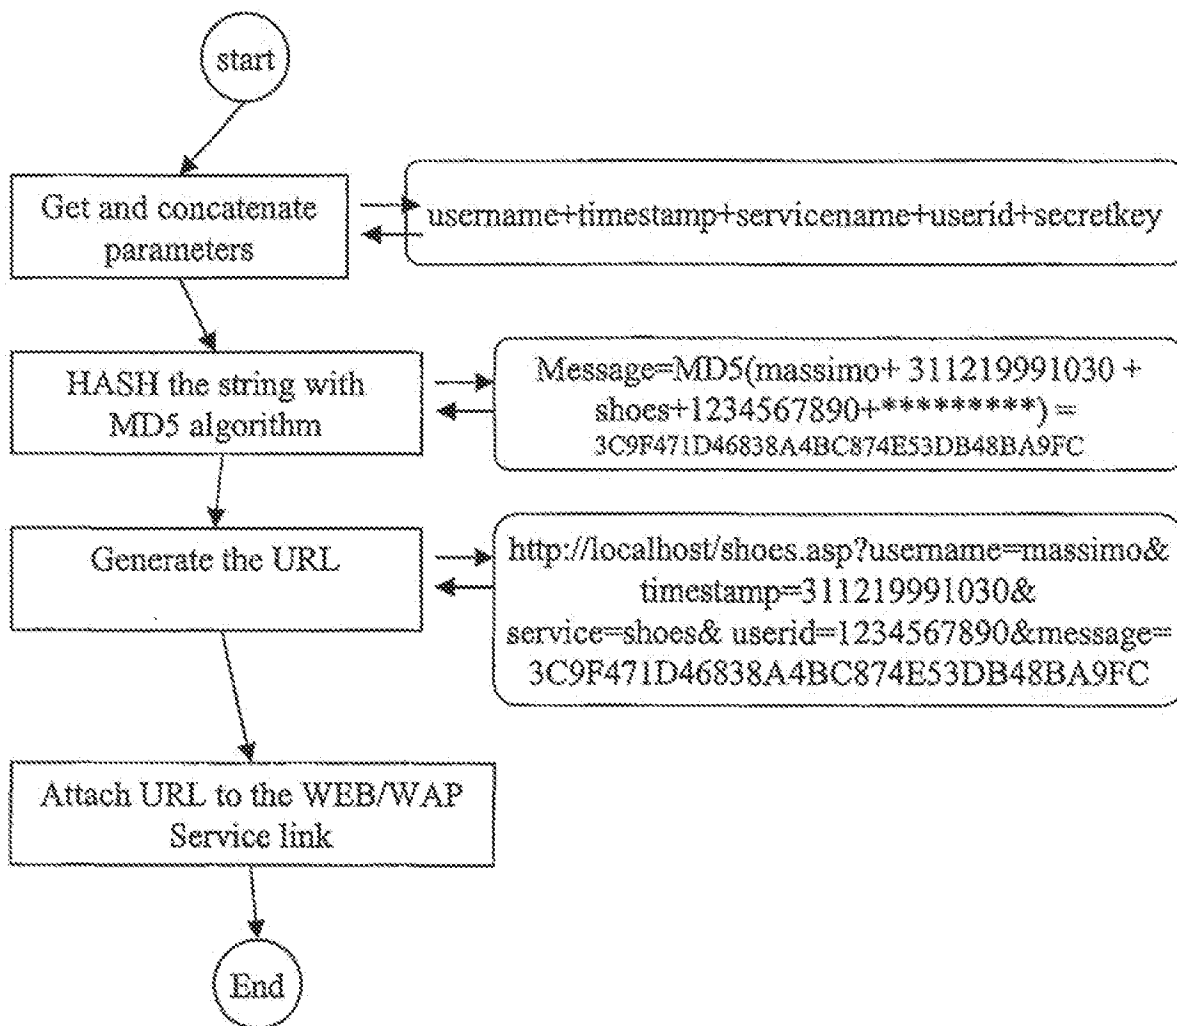 start
Get and concatenate
parameters
username+timestamp+servicename+userid+secretkey
HASH the string with
MD5 algorithm
Message=MD5(massimo+ 311219991030 +
shoes+1234567890+*********) =
3C9F471D46838A4BC874E53DB48BA9FC
Generate the URL
http://localhost/shoes.asp?username=massimo&
timestamp=311219991030&
service=shoes& userid=1234567890&message=
3C9F471D46838A4BC874E53DB48BA9FC
Attach URL to the WEB/WAP
Service link
End